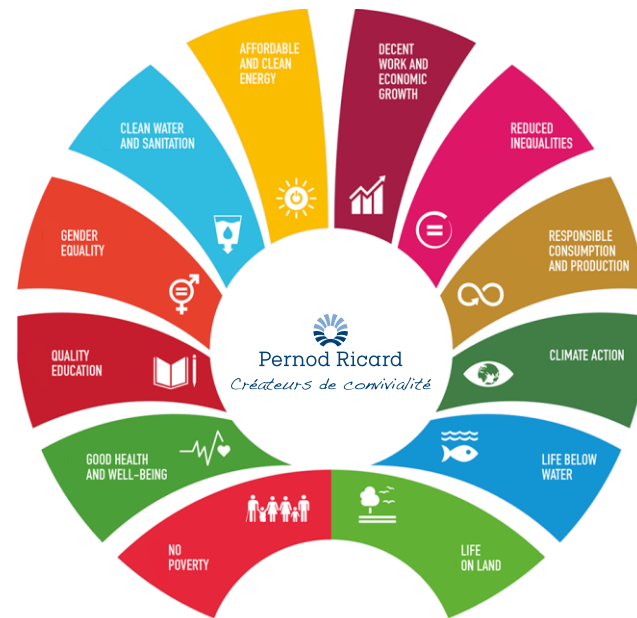 AFFORDABLE
AND CLEAN
ENERGY
DECENT
WORK AND
ECONOMIC
GROWTH
CLEAN WATER
AND SANITATION
REDUCED
INEQUALITIES
GENDER
EQUALITY
RESPONSIBLE
CONSUMPTION
AND PRODUCTION
QUALITY
EDUCATION
Pernod Ricard
Créateurs de convivialité
CLIMATE ACTION
GOOD HEALTH
AND WELL-BEING
LIFE BELOW
WATER
NO
POVERTY
LIFE
ON LAND